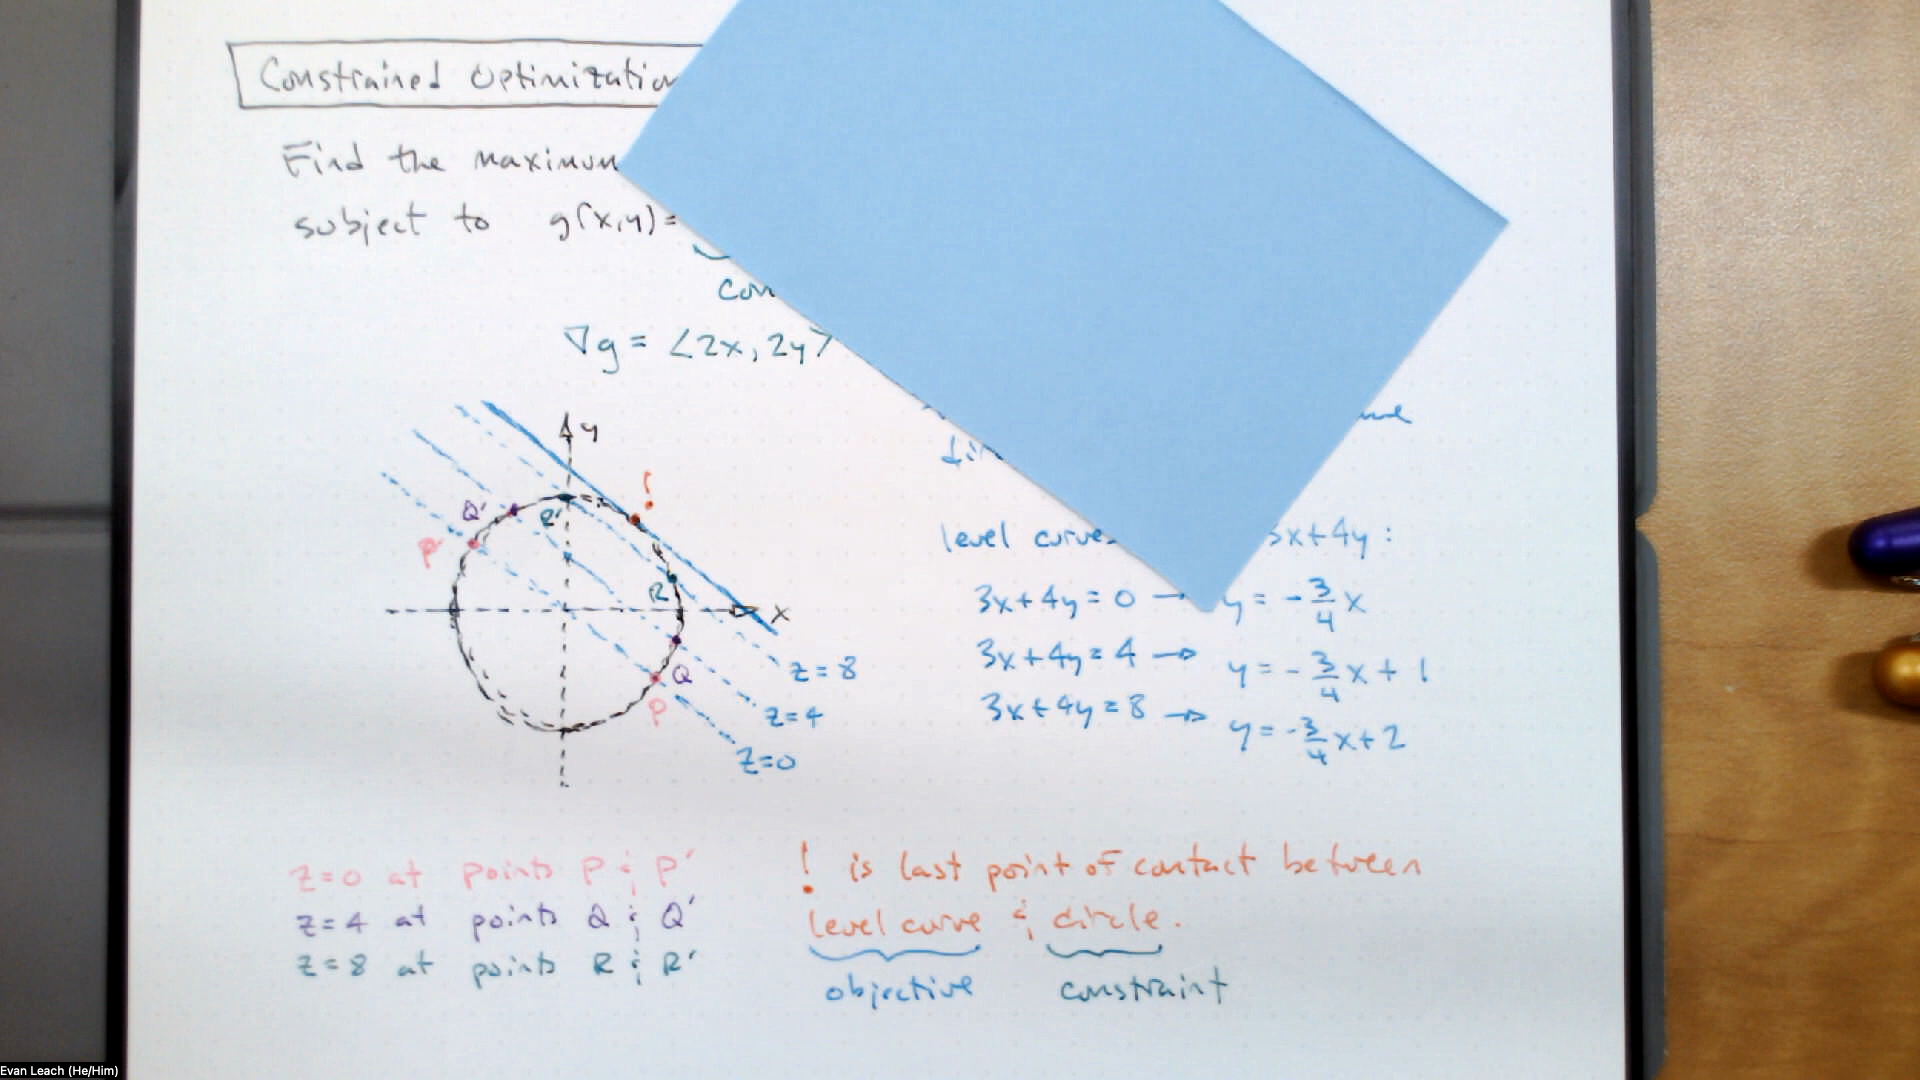 Constrained Optimization
Find the maximum
subject to g(x,y)=
∇g = <2x, 2y>
y
!
Q'
R'
P'
R
x
Q
P
z=8
z=4
z=0
level curve 3x+4y:
3x+4y=0 → y = -3/4 x
3x+4y=4 → y = -3/4 x + 1
3x+4y=8 → y = -3/4 x + 2
z=0 at points P & P'
z=4 at points Q & Q'
z=8 at points R & R'
! is last point of contact between
level curve & circle.
objective constraint
Evan Leach (He/Him)